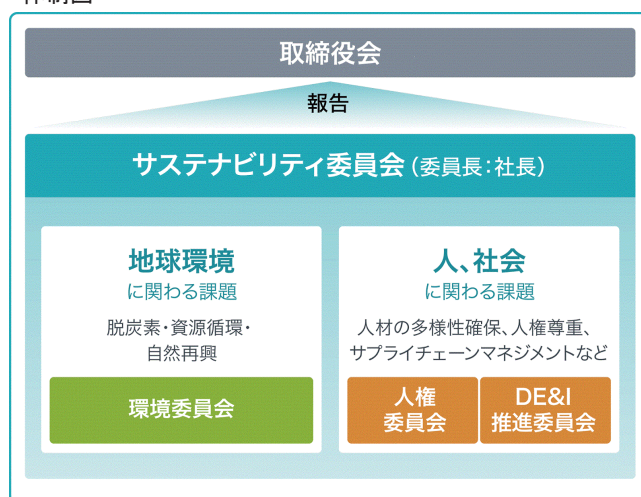 取締役会
報告
サステナビリティ委員会（委員長：社長）
地球環境
に関わる課題
脱炭素・資源循環・
自然再興
環境委員会
人、社会
に関わる課題
人材の多様性確保、人権尊重、
サプライチェーンマネジメントなど
人権
委員会
DE&I
推進委員会